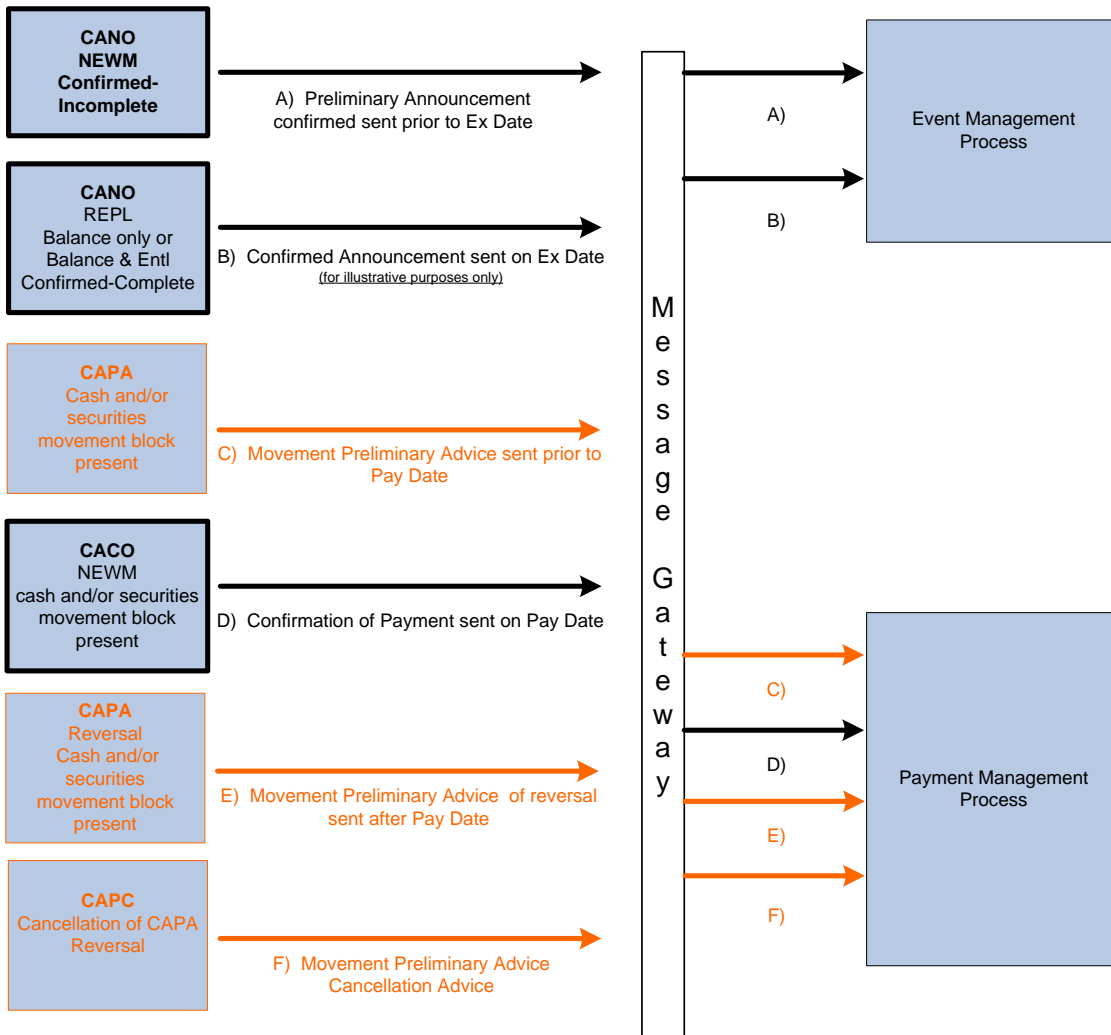 CANO
NEWM
Confirmed-
Incomplete
A) Preliminary Announcement
confirmed sent prior to Ex Date
A)
Event Management
Process
CANO
REPL
Balance only or
Balance & Entl
Confirmed-Complete
B) Confirmed Announcement sent on Ex Date
(for illustrative purposes only)
B)
Message Gateway
CAPA
Cash and/or
securities
movement block
present
C) Movement Preliminary Advice sent prior to
Pay Date
CACO
NEWM
cash and/or securities
movement block
present
D) Confirmation of Payment sent on Pay Date
C)
D)
E)
F)
Payment Management
Process
CAPA
Reversal
Cash and/or
securities
movement block
present
E) Movement Preliminary Advice of reversal
sent after Pay Date
CAPC
Cancellation of CAPA
Reversal
F) Movement Preliminary Advice
Cancellation Advice